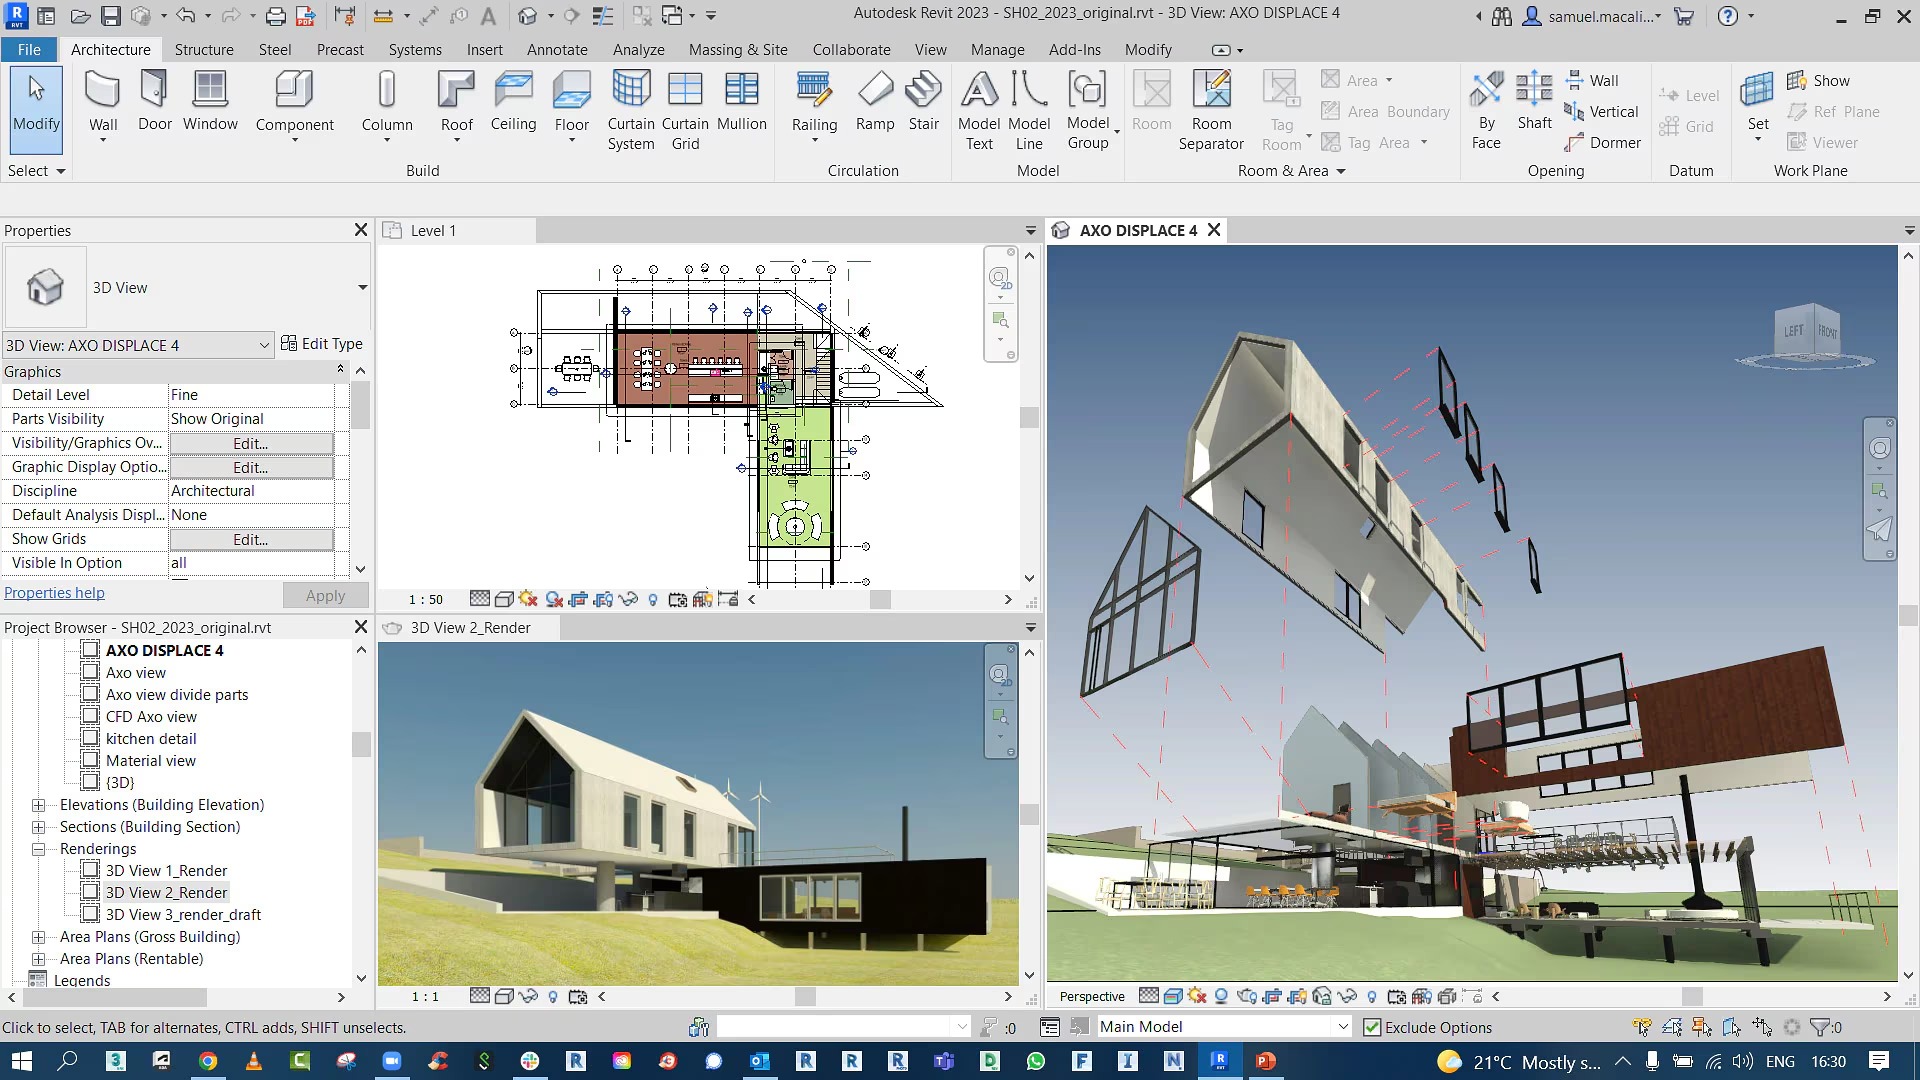 Autodesk Revit 2023 - SH02_2023_original.rvt - 3D View: AXO DISPLACE 4
samuel.macali...
File
Architecture
Structure
Steel
Precast
Systems
Insert
Annotate
Analyze
Massing & Site
Collaborate
View
Manage
Add-Ins
Modify
Modify
Wall
Door
Window
Component
Column
Roof
Ceiling
Floor
Curtain System
Curtain Grid
Mullion
Railing
Ramp
Stair
Model Text
Model Line
Model Group
Room
Room Separator
Tag Room
Area
Area Boundary
Tag Area
By Face
Shaft
Wall
Vertical
Dormer
Level
Grid
Set
Show
Ref Plane
Viewer
Select
Build
Circulation
Model
Room & Area
Opening
Datum
Work Plane
Properties
3D View
3D View: AXO DISPLACE 4
Edit Type
Graphics
Detail Level Fine
Parts Visibility Show Original
Visibility/Graphics Ov... Edit...
Graphic Display Optio... Edit...
Discipline Architectural
Default Analysis Displ... None
Show Grids Edit...
Visible In Option all
Properties help
Apply
Project Browser - SH02_2023_original.rvt
AXO DISPLACE 4
Axo view
Axo view divide parts
CFD Axo view
kitchen detail
Material view
{3D}
Elevations (Building Elevation)
Sections (Building Section)
Renderings
3D View 1_Render
3D View 2_Render
3D View 3_render_draft
Area Plans (Gross Building)
Area Plans (Rentable)
Legends
Level 1
2D
1 : 50
3D View 2_Render
2D
1 : 1
AXO DISPLACE 4
LEFT
FRONT
Perspective
Click to select, TAB for alternates, CTRL adds, SHIFT unselects.
:0
Main Model
Exclude Options
:0
21°C Mostly s...
ENG
16:30